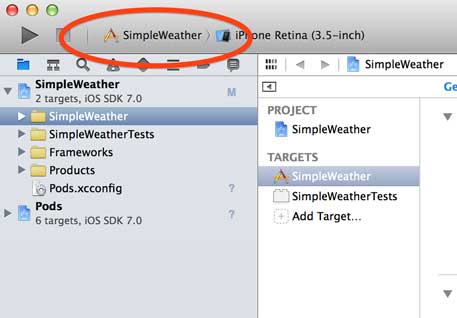 SimpleWeather 〉 iPhone Retina (3.5-inch)
SimpleWeather
2 targets, iOS SDK 7.0
M
SimpleWeather
SimpleWeatherTests
Frameworks
Products
Pods.xcconfig
?
Pods
6 targets, iOS SDK 7.0
?
SimpleWeather
Ge
PROJECT
SimpleWeather
TARGETS
SimpleWeather
SimpleWeatherTests
Add Target...